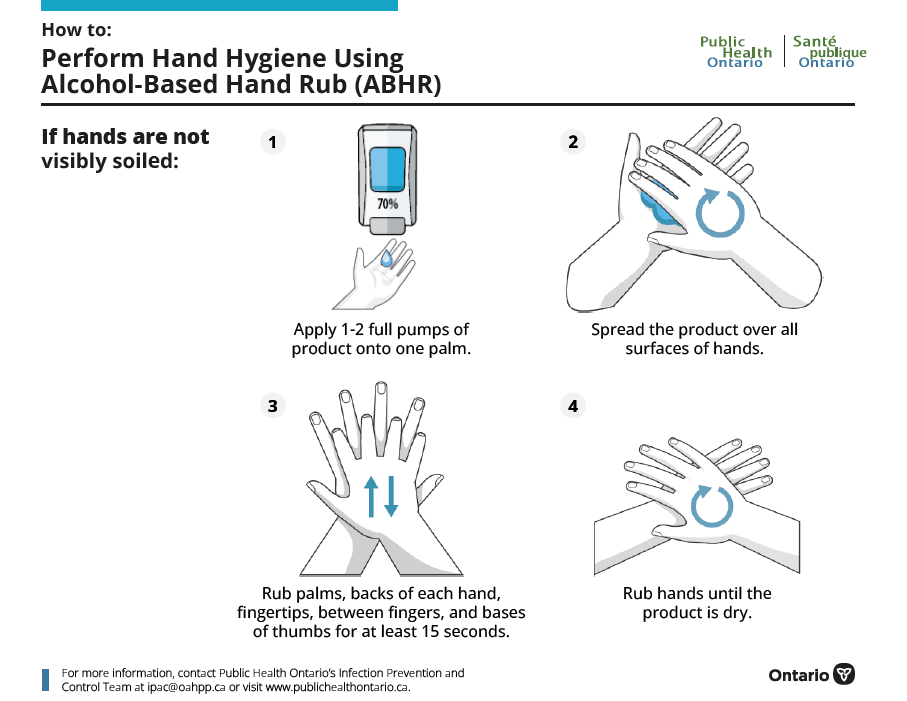 How to:
Perform Hand Hygiene Using
Alcohol-Based Hand Rub (ABHR)
Public
Health
Ontario
Santé
publique
Ontario
If hands are not
visibly soiled:
1
70%
Apply 1-2 full pumps of
product onto one palm.
2
Spread the product over all
surfaces of hands.
3
Rub palms, backs of each hand,
fingertips, between fingers, and bases
of thumbs for at least 15 seconds.
4
Rub hands until the
product is dry.
For more information, contact Public Health Ontario's Infection Prevention and
Control Team at ipac@oahpp.ca or visit www.publichealthontario.ca.
Ontario